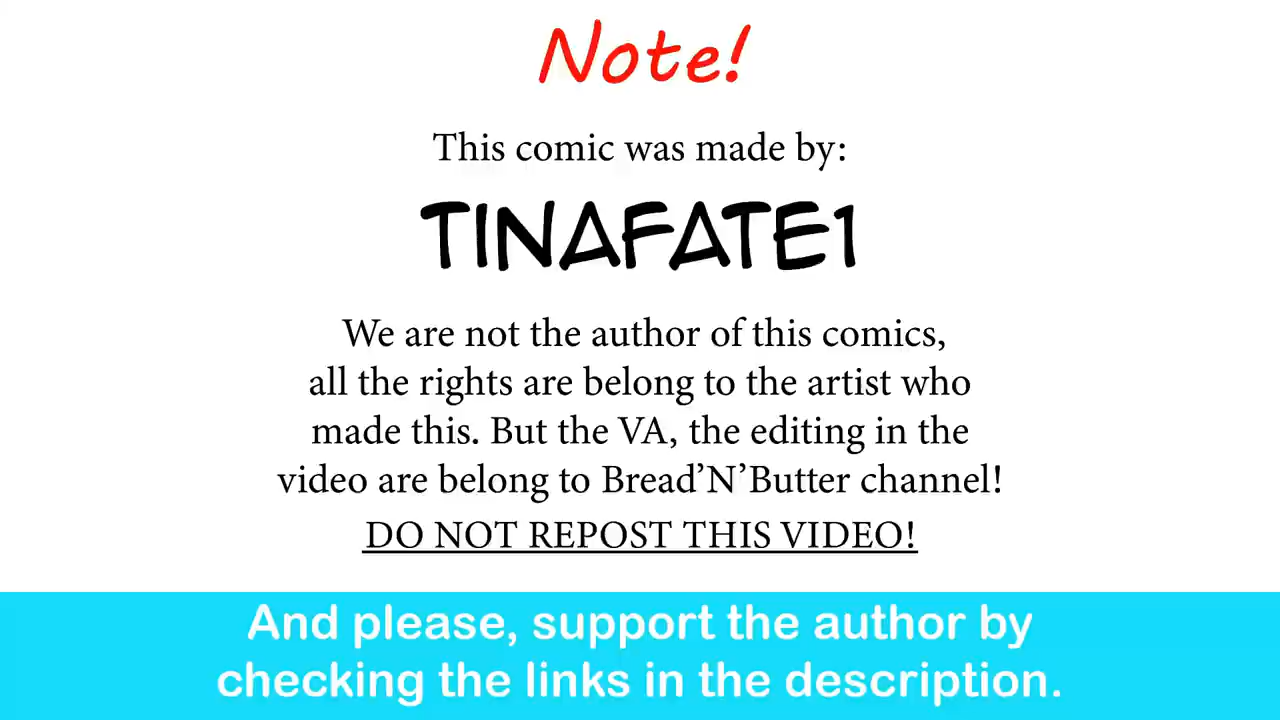 Note!
This comic was made by:
TINAFATE1
We are not the author of this comics,
all the rights are belong to the artist who
made this. But the VA, the editing in the
video are belong to Bread’N’Butter channel!
DO NOT REPOST THIS VIDEO!
And please, support the author by
checking the links in the description.